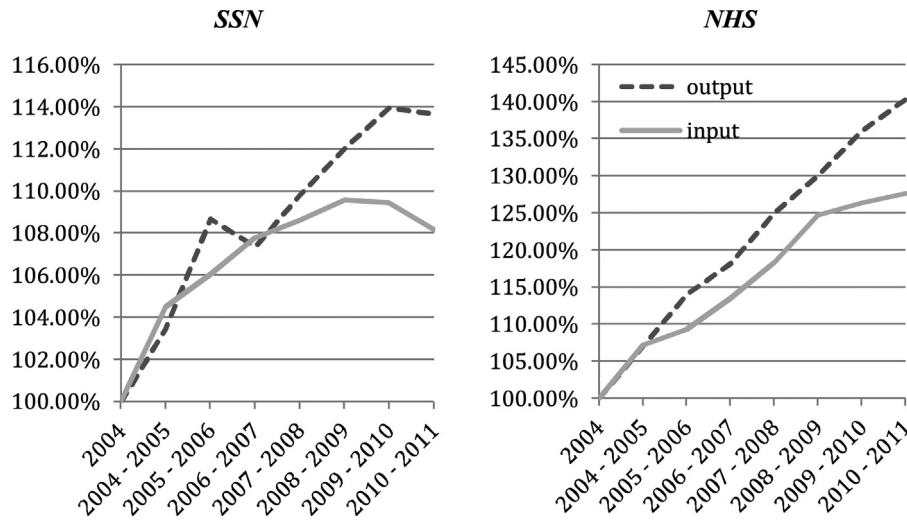 SSN
116.00%
114.00%
112.00%
110.00%
108.00%
106.00%
104.00%
102.00%
100.00%
2004
2004 - 2005
2005 - 2006
2006 - 2007
2007 - 2008
2008 - 2009
2009 - 2010
2010 - 2011
NHS
145.00%
140.00%
135.00%
130.00%
125.00%
120.00%
115.00%
110.00%
105.00%
100.00%
output
input
2004
2004 - 2005
2005 - 2006
2006 - 2007
2007 - 2008
2008 - 2009
2009 - 2010
2010 - 2011